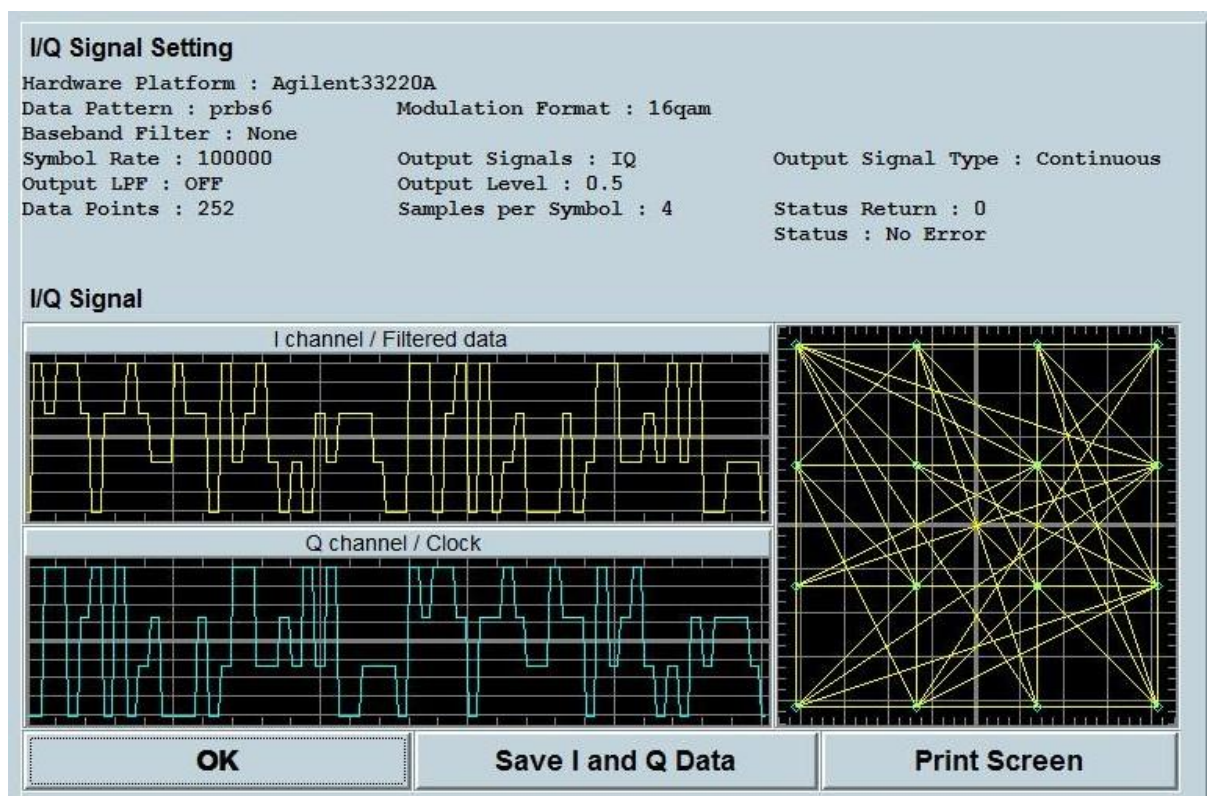 I/Q Signal Setting
Hardware Platform : Agilent33220A
Data Pattern : prbs6 Modulation Format : 16qam
Baseband Filter : None
Symbol Rate : 100000 Output Signals : IQ Output Signal Type : Continuous
Output LPF : OFF Output Level : 0.5
Data Points : 252 Samples per Symbol : 4 Status Return : 0
Status : No Error
I/Q Signal
I channel / Filtered data
Q channel / Clock
OK Save I and Q Data Print Screen